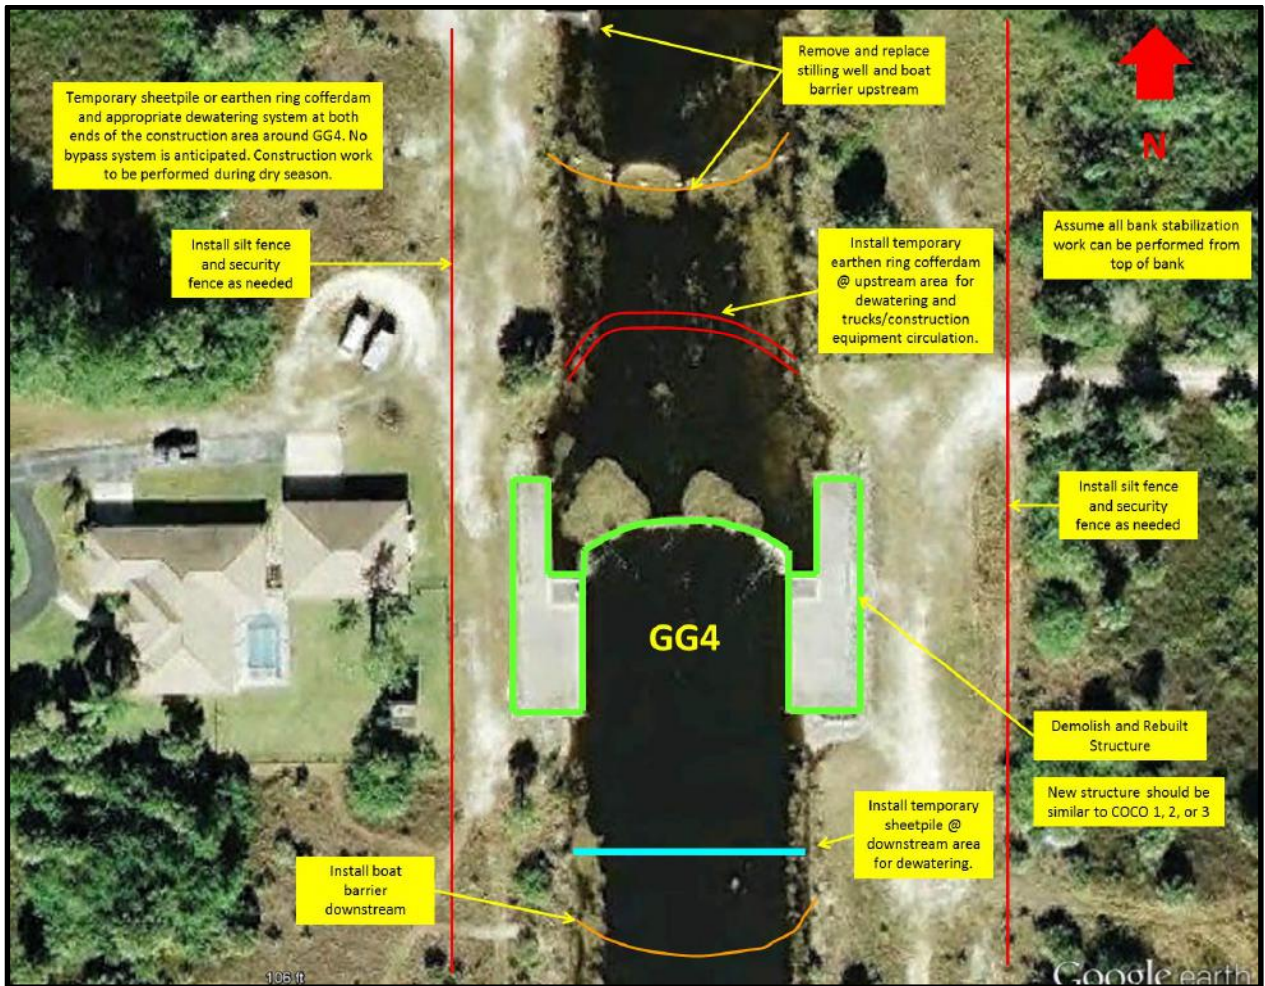 Remove and replace
stilling well and boat
barrier upstream
N
Temporary sheetpile or earthen ring cofferdam
and appropriate dewatering system at both
ends of the construction area around GG4. No
bypass system is anticipated. Construction work
to be performed during dry season.
Install silt fence
and security
fence as needed
Install temporary
earthen ring cofferdam
@ upstream area for
dewatering and
trucks/construction
equipment circulation.
Assume all bank stabilization
work can be performed from
top of bank
Install silt fence
and security
fence as needed
GG4
Demolish and Rebuilt
Structure
New structure should be
similar to COCO 1, 2, or 3
Install temporary
sheetpile @
downstream area
for dewatering.
Install boat
barrier
downstream
106 ft
Google earth